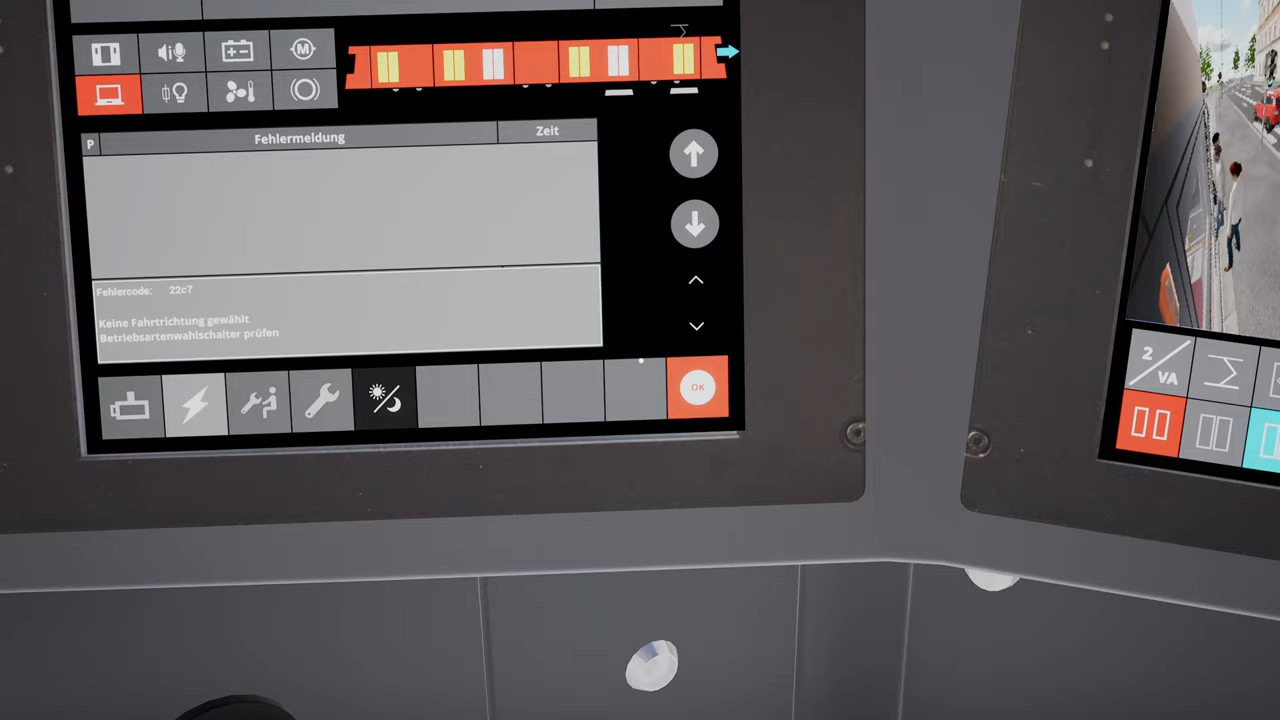 M
P Fehlermeldung Zeit
Fehlercode: 22c7
Keine Fahrtrichtung gewählt
Betriebsartenwahlschalter prüfen
OK
2/VA